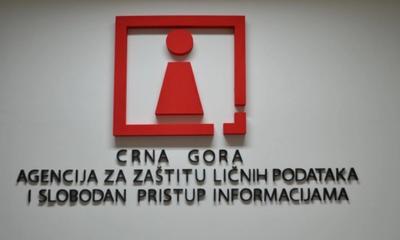 CRNA GORA
AGENCIJA ZA ZAŠTITU LIČNIH PODATAKA
I SLOBODAN PRISTUP INFORMACIJAMA